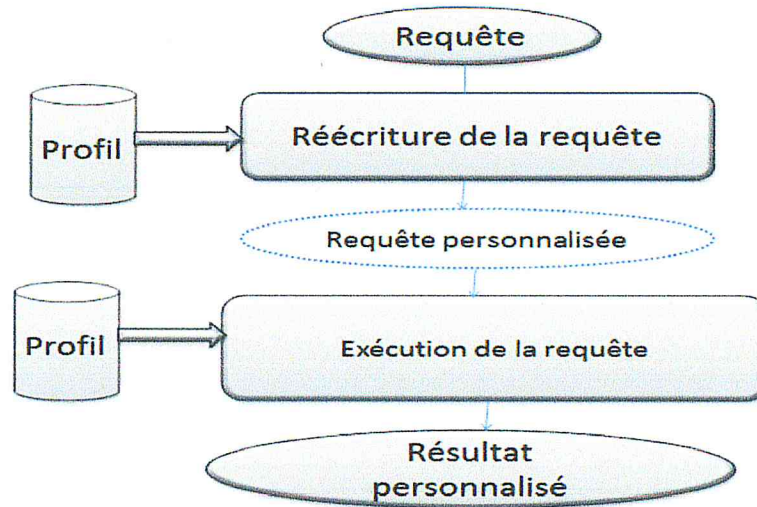 Requête
Profil
Réécriture de la requête
Requête personnalisée
Profil
Exécution de la requête
Résultat
personnalisé